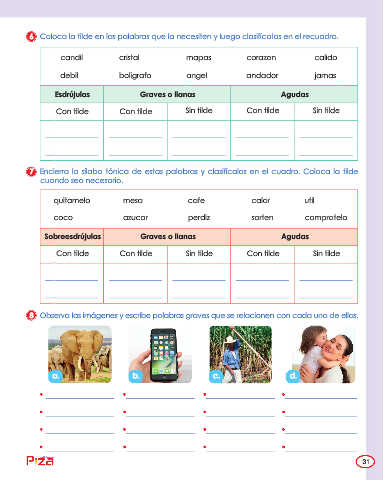 6 Coloca la tilde en las palabras que la necesiten y luego clasifícalas en el recuadro.
candil cristal mapas corazon calido
debil boligrafo angel andador jamas
Esdrújulas Graves o llanas Agudas
Con tilde Con tilde Sin tilde Con tilde Sin tilde
7 Encierra la sílaba tónica de estas palabras y clasifícalas en el cuadro. Coloca la tilde
cuando sea necesario.
quitamelo mesa cafe calor util
coco azucar perdiz sarten compratela
Sobreesdrújulas Graves o llanas Agudas
Con tilde Con tilde Sin tilde Con tilde Sin tilde
8 Observa las imágenes y escribe palabras graves que se relacionen con cada una de ellas.
a. b. c. d.
31